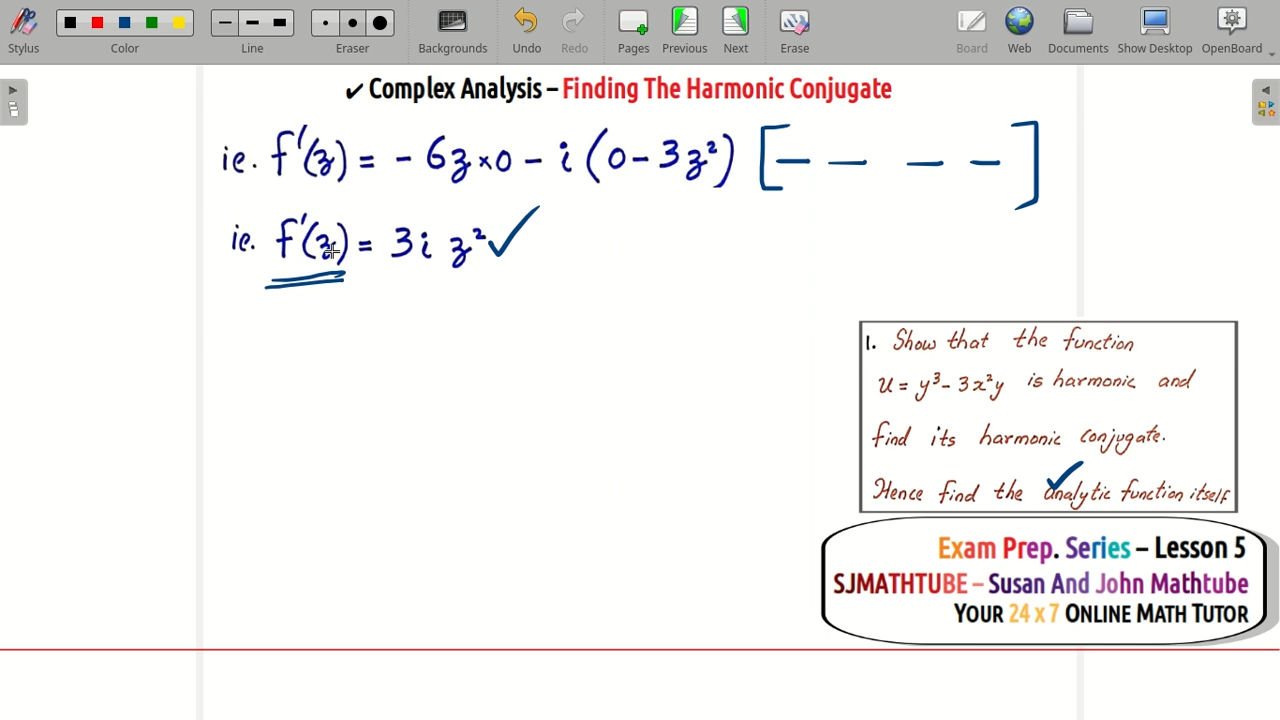 Stylus Color Line Eraser Backgrounds Undo Redo Pages Previous Next Erase Board Web Documents Show Desktop OpenBoard
✔ Complex Analysis – Finding The Harmonic Conjugate
ie. f'(z) = - 6z×0 - i (0 - 3z²) [– – – –]
ie. f'(z) = 3i z² ✓
1. Show that the function
u = y³ - 3x²y is harmonic and
find its harmonic conjugate.
Hence find the analytic function itself
Exam Prep. Series – Lesson 5
SJMATHTUBE – Susan And John Mathtube
YOUR 24 x 7 ONLINE MATH TUTOR